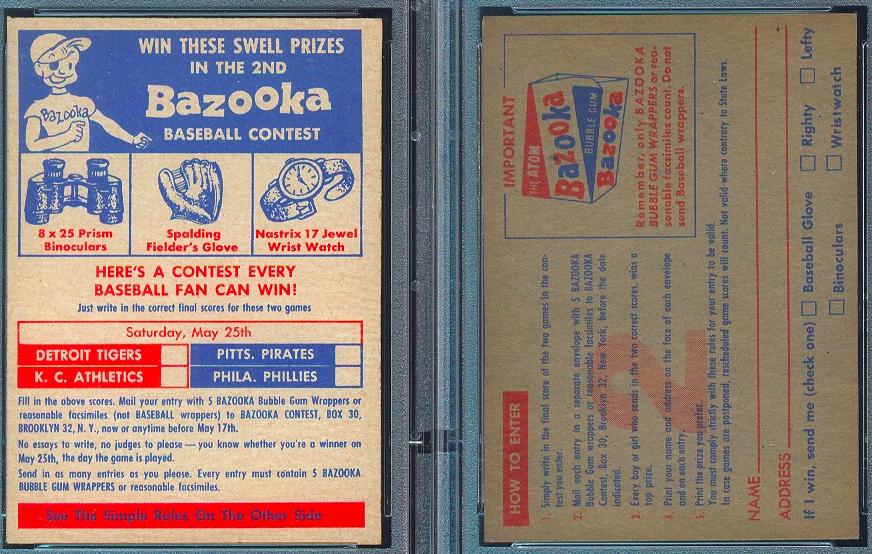 WIN THESE SWELL PRIZES
IN THE 2ND
Bazooka
BASEBALL CONTEST
Bazooka
8 x 25 Prism
Binoculars
Spalding
Fielder's Glove
Nastrix 17 Jewel
Wrist Watch
HERE'S A CONTEST EVERY
BASEBALL FAN CAN WIN!
Just write in the correct final scores for these two games
Saturday, May 25th
DETROIT TIGERS
PITTS. PIRATES
K. C. ATHLETICS
PHILA. PHILLIES
Fill in the above scores. Mail your entry with 5 BAZOOKA Bubble Gum Wrappers or
reasonable facsimiles (not BASEBALL wrappers) to BAZOOKA CONTEST, BOX 30,
BROOKLYN 32, N. Y., now or anytime before May 17th.
No essays to write, no judges to please — you know whether you're a winner on
May 25th, the day the game is played.
Send in as many entries as you please. Every entry must contain 5 BAZOOKA
BUBBLE GUM WRAPPERS or reasonable facsimiles.
See The Simple Rules On The Other Side
HOW TO ENTER
1. Simply write in the final score of the two games in the con-
test you enter.
2. Mail each entry in a separate envelope with 5 BAZOOKA
Bubble Gum wrappers or reasonable facsimiles to BAZOOKA
Contest, Box 30, Brooklyn 32, New York, before the date
indicated.
3. Every boy or girl who sends in the two correct scores, wins a
top prize.
4. Print your name and address on the face of each envelope
and on each entry.
5. Print the prize you prefer.
You must comply strictly with these rules for your entry to be valid.
In case games are postponed, rescheduled game scores will count. Not valid where contrary to State Laws.
2
IMPORTANT
THE ATOM
Bazooka
BUBBLE GUM
Bazooka
Remember, only BAZOOKA
BUBBLE GUM WRAPPERS or rea-
sonable facsimiles count. Do not
send Baseball wrappers.
NAME
ADDRESS
If I win, send me (check one) Baseball Glove Righty Lefty
Binoculars Wristwatch